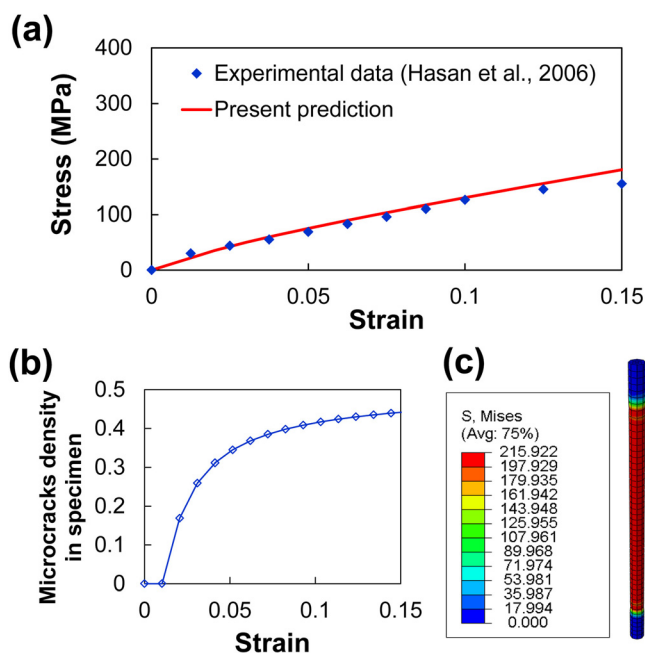 (a)
400
300
200
100
0
Stress (MPa)
Experimental data (Hasan et al., 2006)
Present prediction
0 0.05 0.1 0.15
Strain
(b)
0.5
0.4
0.3
0.2
0.1
0
Microcracks density
in specimen
0 0.05 0.1 0.15
Strain
(c)
S, Mises
(Avg: 75%)
215.922
197.929
179.935
161.942
143.948
125.955
107.961
89.968
71.974
53.981
35.987
17.994
0.000